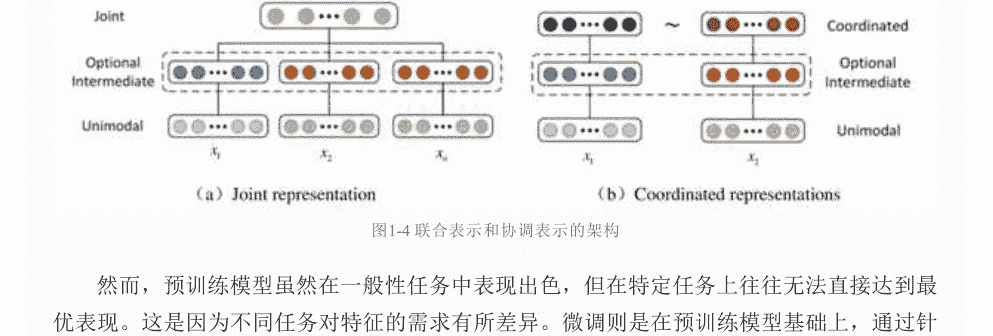 Joint
Optional
Intermediate
Unimodal
x₁
x₂
xₙ
（a）Joint representation
~
Coordinated
Optional
Intermediate
Unimodal
x₁
x₂
（b）Coordinated representations
图1-4 联合表示和协调表示的架构
然而，预训练模型虽然在一般性任务中表现出色，但在特定任务上往往无法直接达到最
优表现。这是因为不同任务对特征的需求有所差异。微调则是在预训练模型基础上，通过针